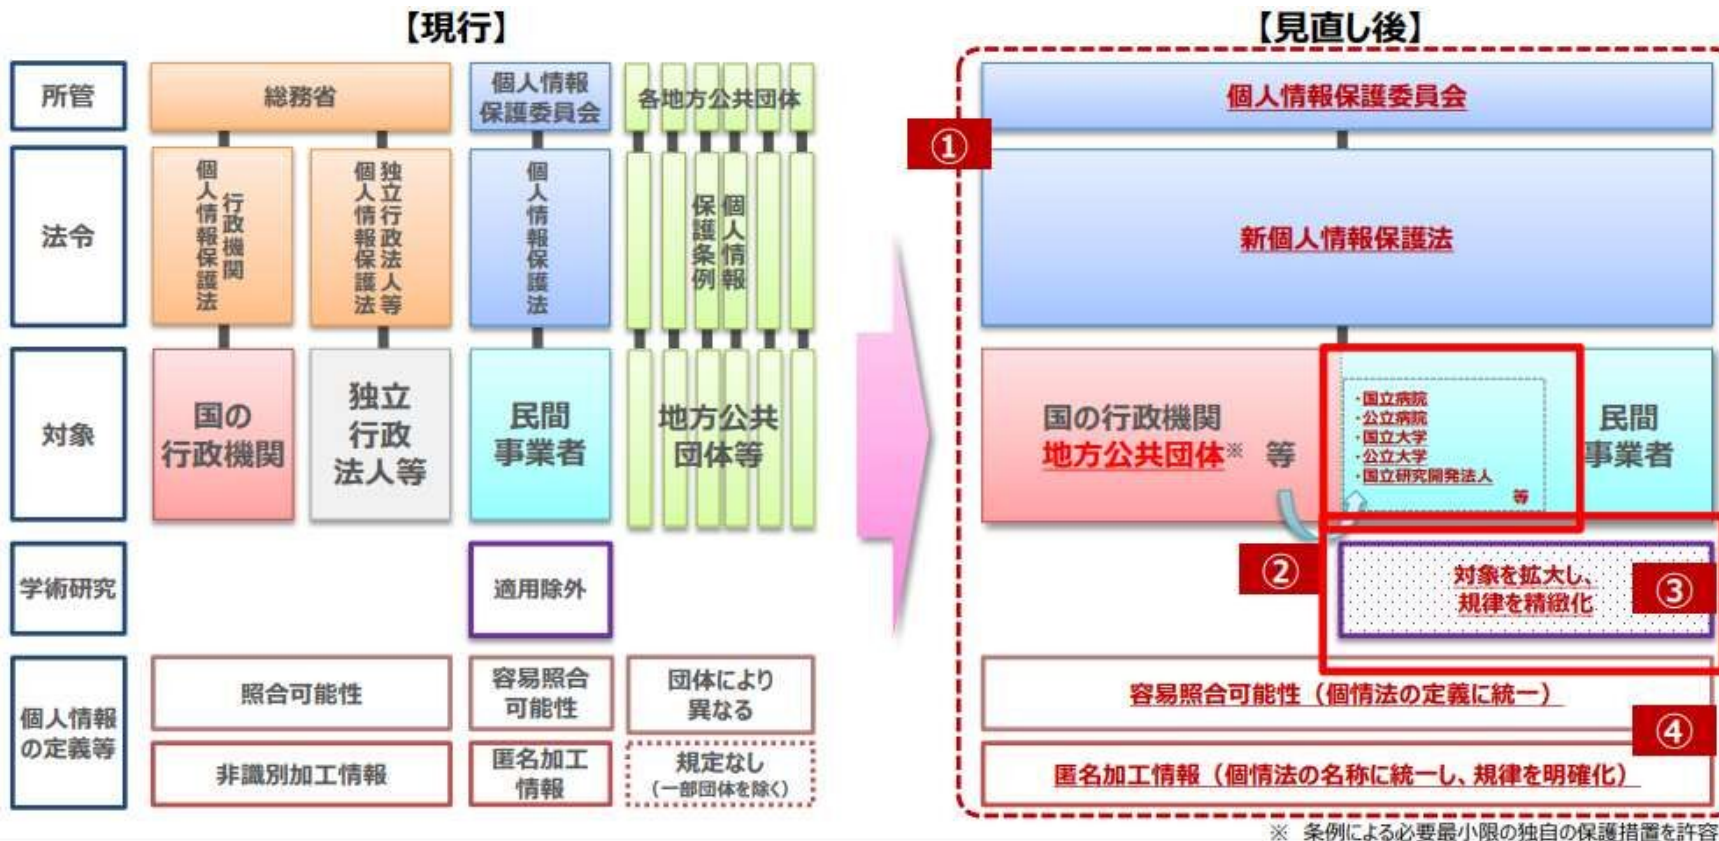 【現行】
【見直し後】
所管
総務省
個人情報
保護委員会
各地方公共団体
個人情報保護委員会
①
法令
行政機関
個人情報保護法
独立行政法人等
個人情報保護法
個人情報保護法
個人情報
保護条例
新個人情報保護法
対象
国の
行政機関
独立
行政
法人等
民間
事業者
地方公共
団体等
国の行政機関
地方公共団体※ 等
・国立病院
・公立病院
・国立大学
・公立大学
・国立研究開発法人
等
民間
事業者
②
学術研究
適用除外
対象を拡大し、
規律を精緻化
③
個人情報
の定義等
照合可能性
容易照合
可能性
団体により
異なる
容易照合可能性（個情法の定義に統一）
④
非識別加工情報
匿名加工
情報
規定なし
（一部団体を除く）
匿名加工情報（個情法の名称に統一し、規律を明確化）
※ 条例による必要最小限の独自の保護措置を許容